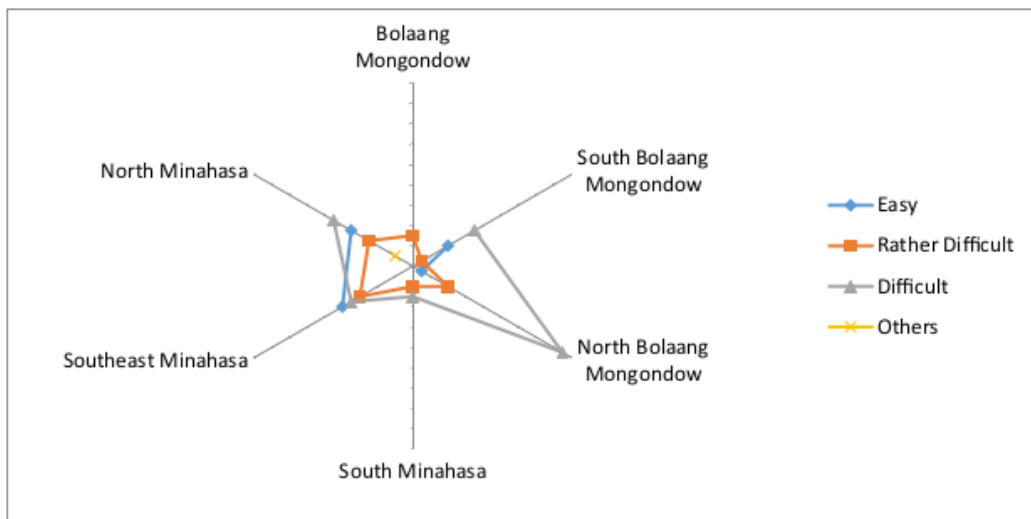 Bolaang
Mongondow
South Bolaang
Mongondow
North Bolaang
Mongondow
South Minahasa
Southeast Minahasa
North Minahasa
Easy
Rather Difficult
Difficult
Others